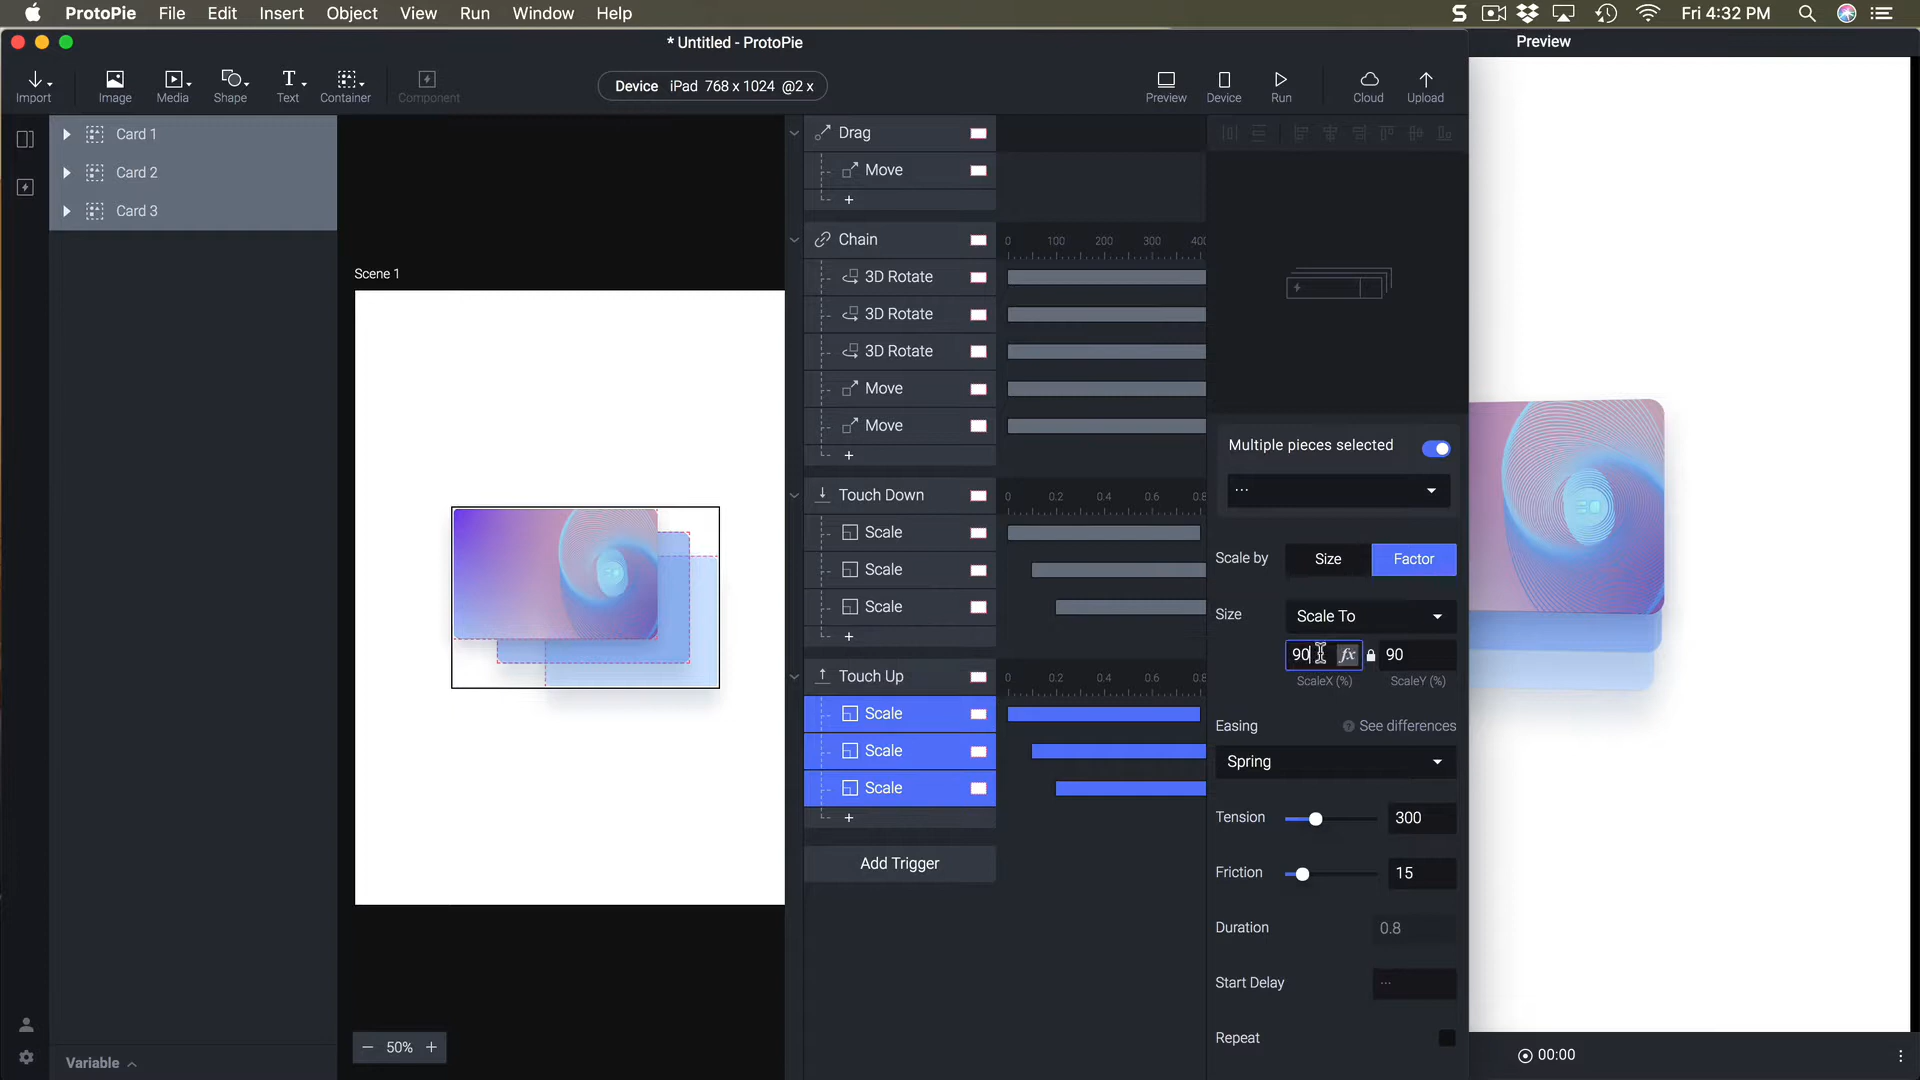 ProtoPie File Edit Insert Object View Run Window Help
Fri 4:32 PM
* Untitled - ProtoPie
Preview
Import Image Media Shape Text Container Component
Device iPad 768 x 1024 @2 x
Preview Device Run Cloud Upload
Card 1
Card 2
Card 3
Scene 1
Drag
Move
+
Chain
0 100 200 300 400
3D Rotate
3D Rotate
3D Rotate
Move
Move
+
Touch Down
0 0.2 0.4 0.6 0.8
Scale
Scale
Scale
+
Touch Up
0 0.2 0.4 0.6 0.8
Scale
Scale
Scale
+
Add Trigger
Multiple pieces selected
...
Scale by Size Factor
Size Scale To
90 fx 90
ScaleX (%) ScaleY (%)
Easing ? See differences
Spring
Tension 300
Friction 15
Duration 0.8
Start Delay ...
Repeat
− 50% +
Variable
00:00